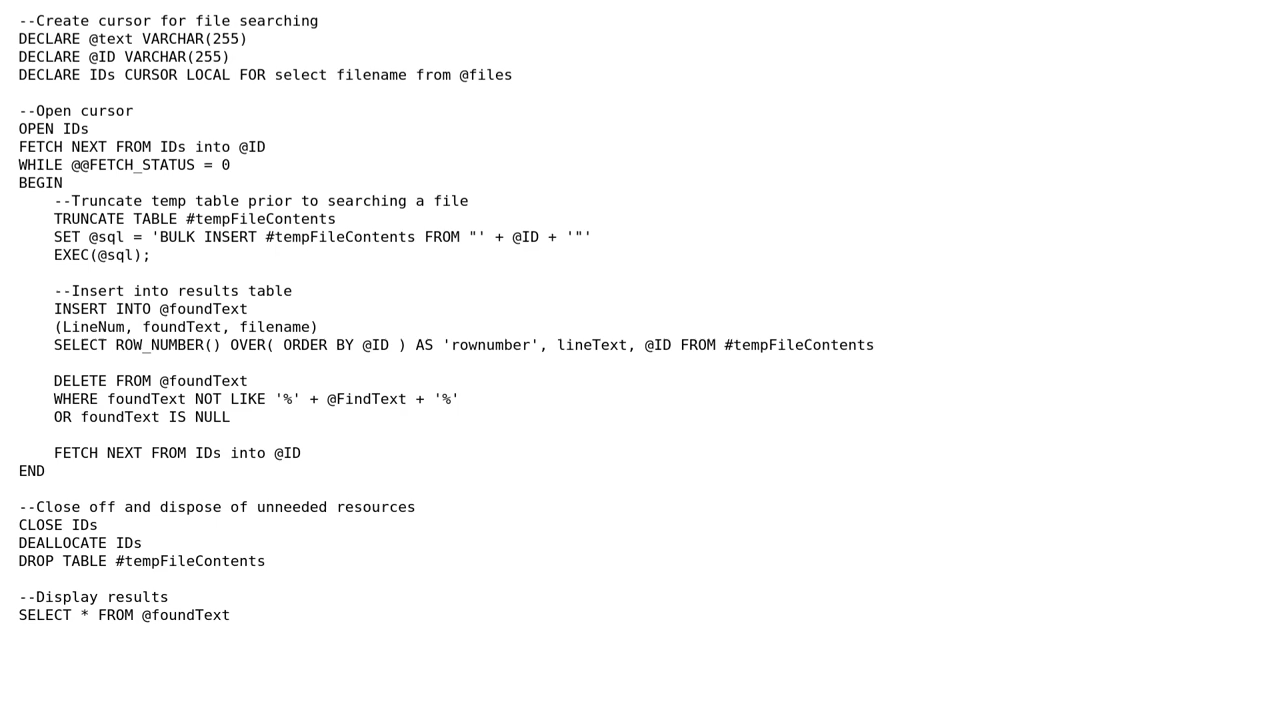 --Create cursor for file searching
DECLARE @text VARCHAR(255)
DECLARE @ID VARCHAR(255)
DECLARE IDs CURSOR LOCAL FOR select filename from @files

--Open cursor
OPEN IDs
FETCH NEXT FROM IDs into @ID
WHILE @@FETCH_STATUS = 0
BEGIN
    --Truncate temp table prior to searching a file
    TRUNCATE TABLE #tempFileContents
    SET @sql = 'BULK INSERT #tempFileContents FROM "' + @ID + '"'
    EXEC(@sql);

    --Insert into results table
    INSERT INTO @foundText
    (LineNum, foundText, filename)
    SELECT ROW_NUMBER() OVER( ORDER BY @ID ) AS 'rownumber', lineText, @ID FROM #tempFileContents

    DELETE FROM @foundText
    WHERE foundText NOT LIKE '%' + @FindText + '%'
    OR foundText IS NULL

    FETCH NEXT FROM IDs into @ID
END

--Close off and dispose of unneeded resources
CLOSE IDs
DEALLOCATE IDs
DROP TABLE #tempFileContents

--Display results
SELECT * FROM @foundText